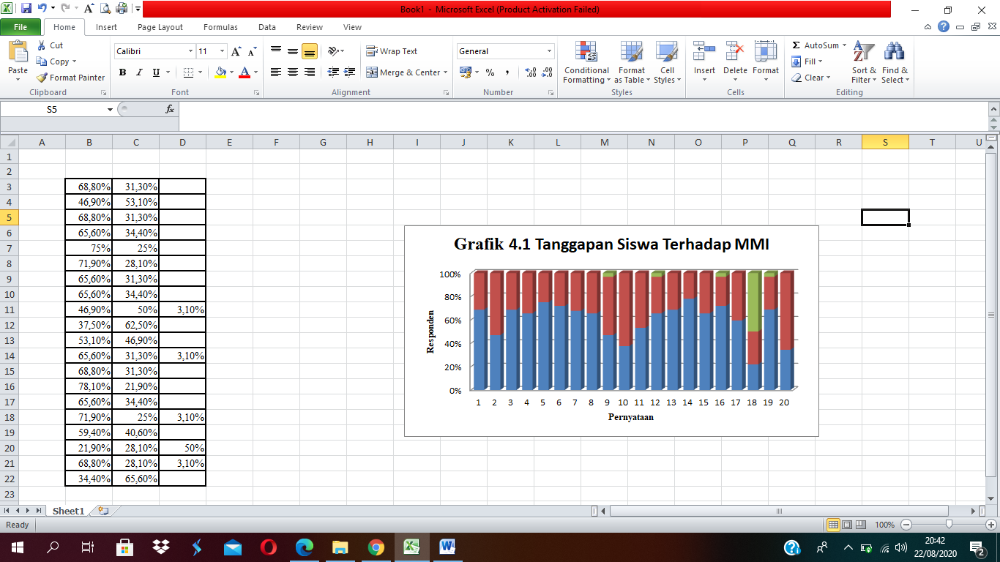 Book1 - Microsoft Excel (Product Activation Failed)
File Home Insert Page Layout Formulas Data Review View
Paste
Cut
Copy
Format Painter
Clipboard
Calibri 11
B I U
Font
Wrap Text
Merge & Center
Alignment
General
% ,
Number
Conditional Formatting
Format as Table
Cell Styles
Styles
Insert Delete Format
Cells
AutoSum
Fill
Clear
Sort & Filter
Find & Select
Editing
S5 fx
A B C D E F G H I J K L M N O P Q R S T U
1
2
3 68,80% 31,30%
4 46,90% 53,10%
5 68,80% 31,30%
6 65,60% 34,40%
7 75% 25%
8 71,90% 28,10%
9 65,60% 31,30%
10 65,60% 34,40%
11 46,90% 50% 3,10%
12 37,50% 62,50%
13 53,10% 46,90%
14 65,60% 31,30% 3,10%
15 68,80% 31,30%
16 78,10% 21,90%
17 65,60% 34,40%
18 71,90% 25% 3,10%
19 59,40% 40,60%
20 21,90% 28,10% 50%
21 68,80% 28,10% 3,10%
22 34,40% 65,60%
23
Grafik 4.1 Tanggapan Siswa Terhadap MMI
Responden
100%
80%
60%
40%
20%
0%
1 2 3 4 5 6 7 8 9 10 11 12 13 14 15 16 17 18 19 20
Pernyataan
Sheet1
Ready 100%
20:42
22/08/2020
2